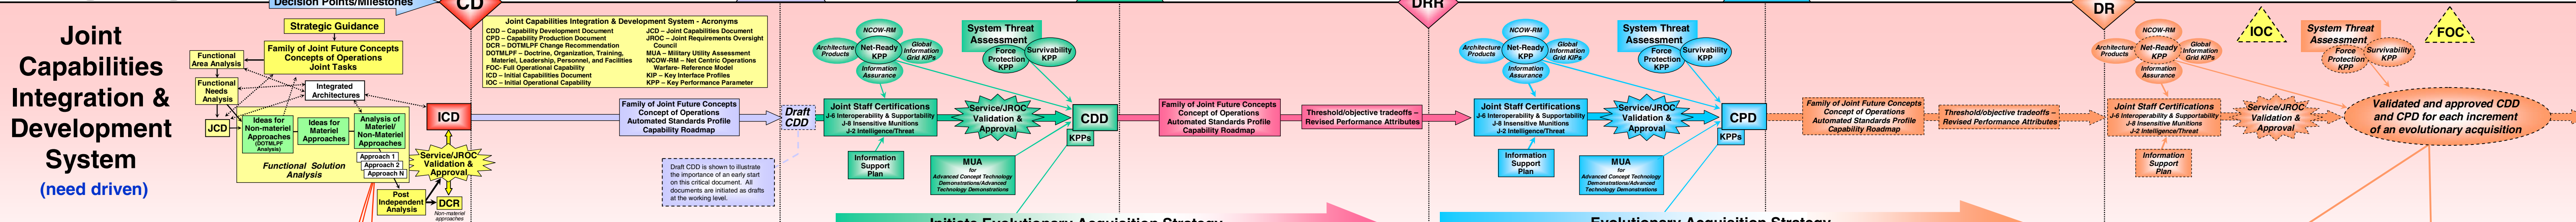 Decision Points/Milestones
CD
DRR
DR
Joint
Capabilities
Integration &
Development
System
(need driven)
Strategic Guidance
Functional
Area Analysis
Family of Joint Future Concepts
Concepts of Operations
Joint Tasks
Functional
Needs
Analysis
Integrated
Architectures
JCD
Ideas for
Non-materiel
Approaches
(DOTMLPF
Analysis)
Ideas for
Materiel
Approaches
Analysis of
Materiel/
Non-Materiel
Approaches
Functional Solution
Analysis
Approach 1
Approach 2
Approach N
Post
Independent
Analysis
DCR
Non-materiel
approaches
ICD
Service/JROC
Validation &
Approval
Joint Capabilities Integration & Development System - Acronyms
CDD – Capability Development Document
CPD – Capability Production Document
DCR – DOTMLPF Change Recommendation
DOTMLPF – Doctrine, Organization, Training,
Materiel, Leadership, Personnel, and Facilities
FOC- Full Operational Capability
ICD – Initial Capabilities Document
IOC – Initial Operational Capability
JCD – Joint Capabilities Document
JROC – Joint Requirements Oversight
Council
MUA – Military Utility Assessment
NCOW-RM – Net Centric Operations
Warfare- Reference Model
KIP – Key Interface Profiles
KPP – Key Performance Parameter
Family of Joint Future Concepts
Concept of Operations
Automated Standards Profile
Capability Roadmap
Draft
CDD
Draft CDD is shown to illustrate
the importance of an early start
on this critical document. All
documents are initiated as drafts
at the working level.
NCOW-RM
Architecture
Products
Net-Ready
KPP
Global
Information
Grid KIPs
Information
Assurance
System Threat
Assessment
Force
Protection
KPP
Survivability
KPP
Joint Staff Certifications
J-6 Interoperability & Supportability
J-8 Insensitive Munitions
J-2 Intelligence/Threat
Service/JROC
Validation &
Approval
CDD
KPPs
Information
Support
Plan
MUA
for
Advanced Concept Technology
Demonstrations/Advanced
Technology Demonstrations
Initiate Evolutionary Acquisition Strategy
Family of Joint Future Concepts
Concept of Operations
Automated Standards Profile
Capability Roadmap
Threshold/objective tradeoffs –
Revised Performance Attributes
NCOW-RM
Architecture
Products
Net-Ready
KPP
Global
Information
Grid KIPs
Information
Assurance
System Threat
Assessment
Force
Protection
KPP
Survivability
KPP
Joint Staff Certifications
J-6 Interoperability & Supportability
J-8 Insensitive Munitions
J-2 Intelligence/Threat
Service/JROC
Validation &
Approval
CPD
KPPs
Information
Support
Plan
MUA
for
Advanced Concept Technology
Demonstrations/Advanced
Technology Demonstrations
Evolutionary Acquisition Strategy
Family of Joint Future Concepts
Concept of Operations
Automated Standards Profile
Capability Roadmap
Threshold/objective tradeoffs –
Revised Performance Attributes
NCOW-RM
Architecture
Products
Net-Ready
KPP
Global
Information
Grid KIPs
Information
Assurance
IOC
System Threat
Assessment
Force
Protection
KPP
Survivability
KPP
FOC
Joint Staff Certifications
J-6 Interoperability & Supportability
J-8 Insensitive Munitions
J-2 Intelligence/Threat
Service/JROC
Validation &
Approval
Information
Support
Plan
Validated and approved CDD
and CPD for each increment
of an evolutionary acquisition